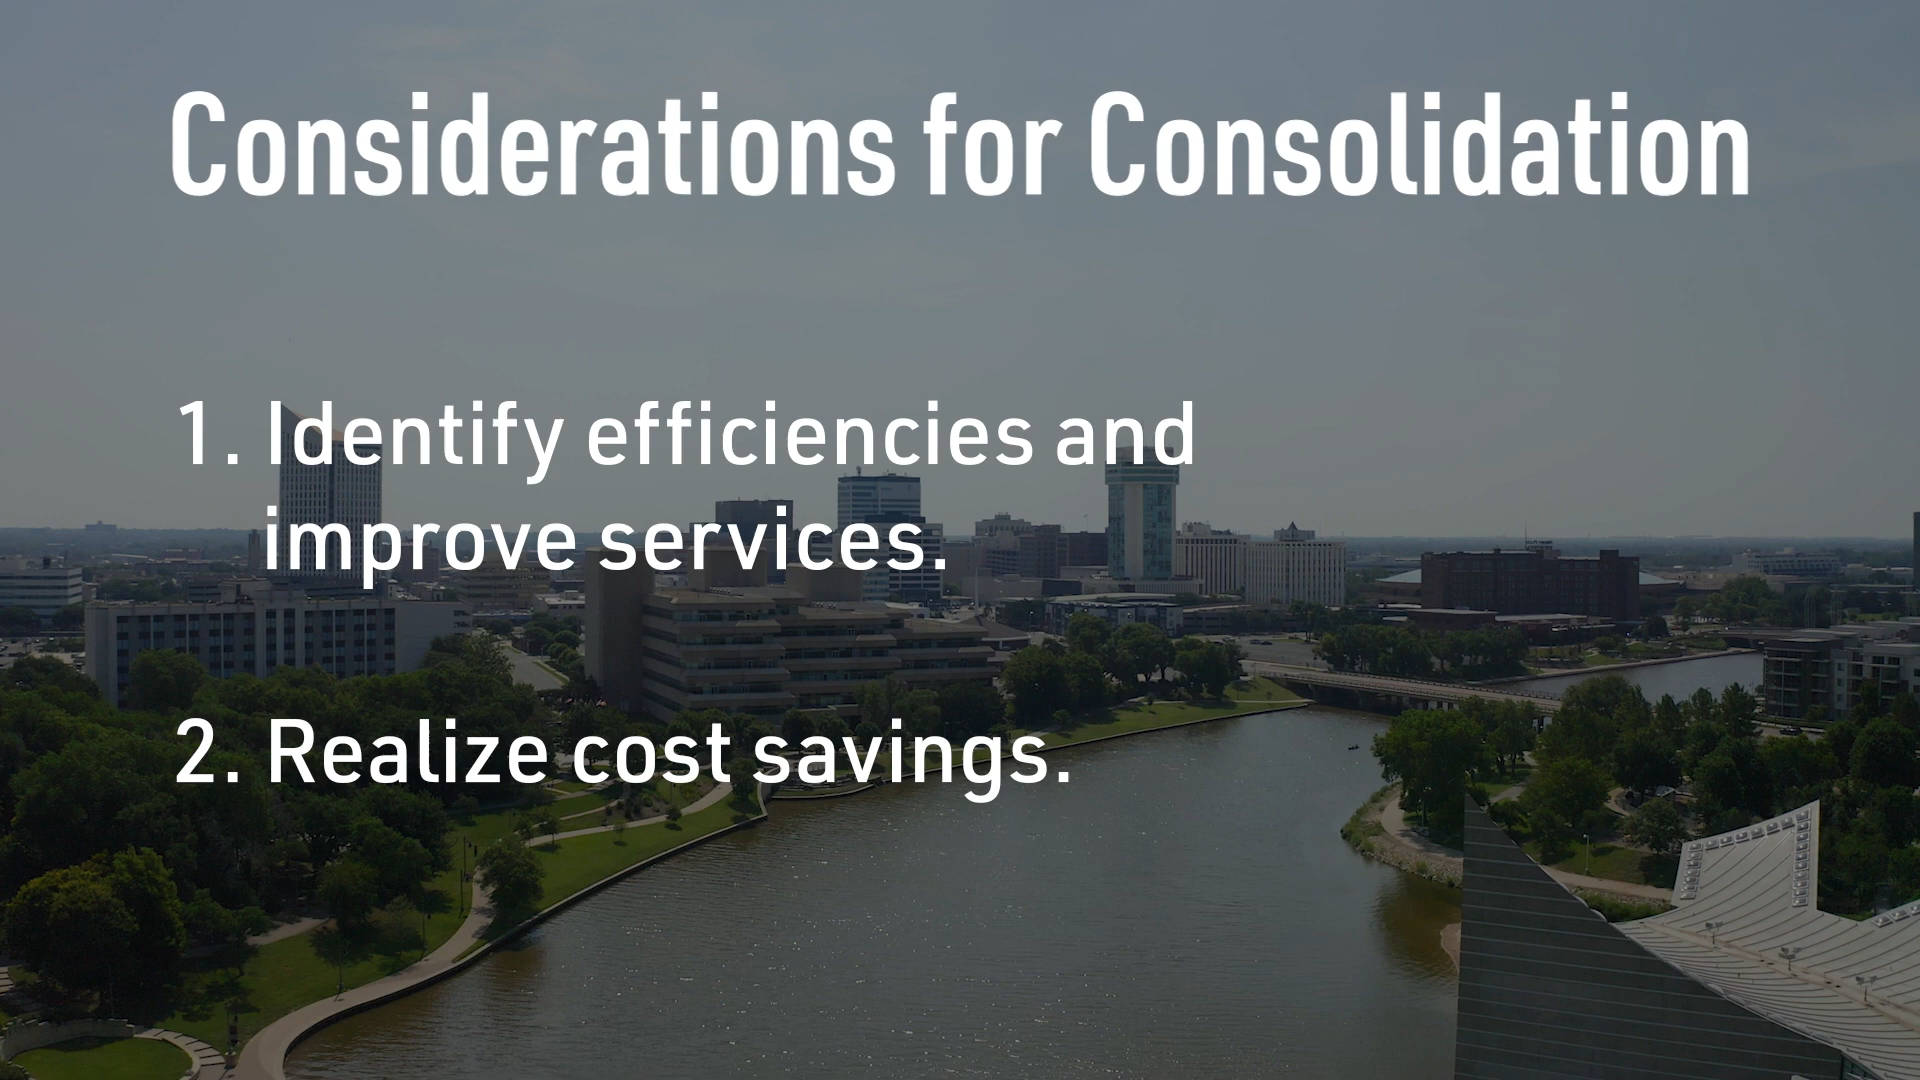 Considerations for Consolidation
1. Identify efficiencies and
improve services.
2. Realize cost savings.